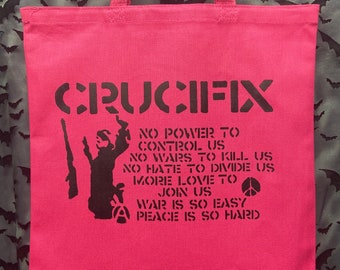 CRUCIFIX
NO POWER TO
CONTROL US
NO WARS TO KILL US
NO HATE TO DIVIDE US
MORE LOVE TO
JOIN US
WAR IS SO EASY
PEACE IS SO HARD